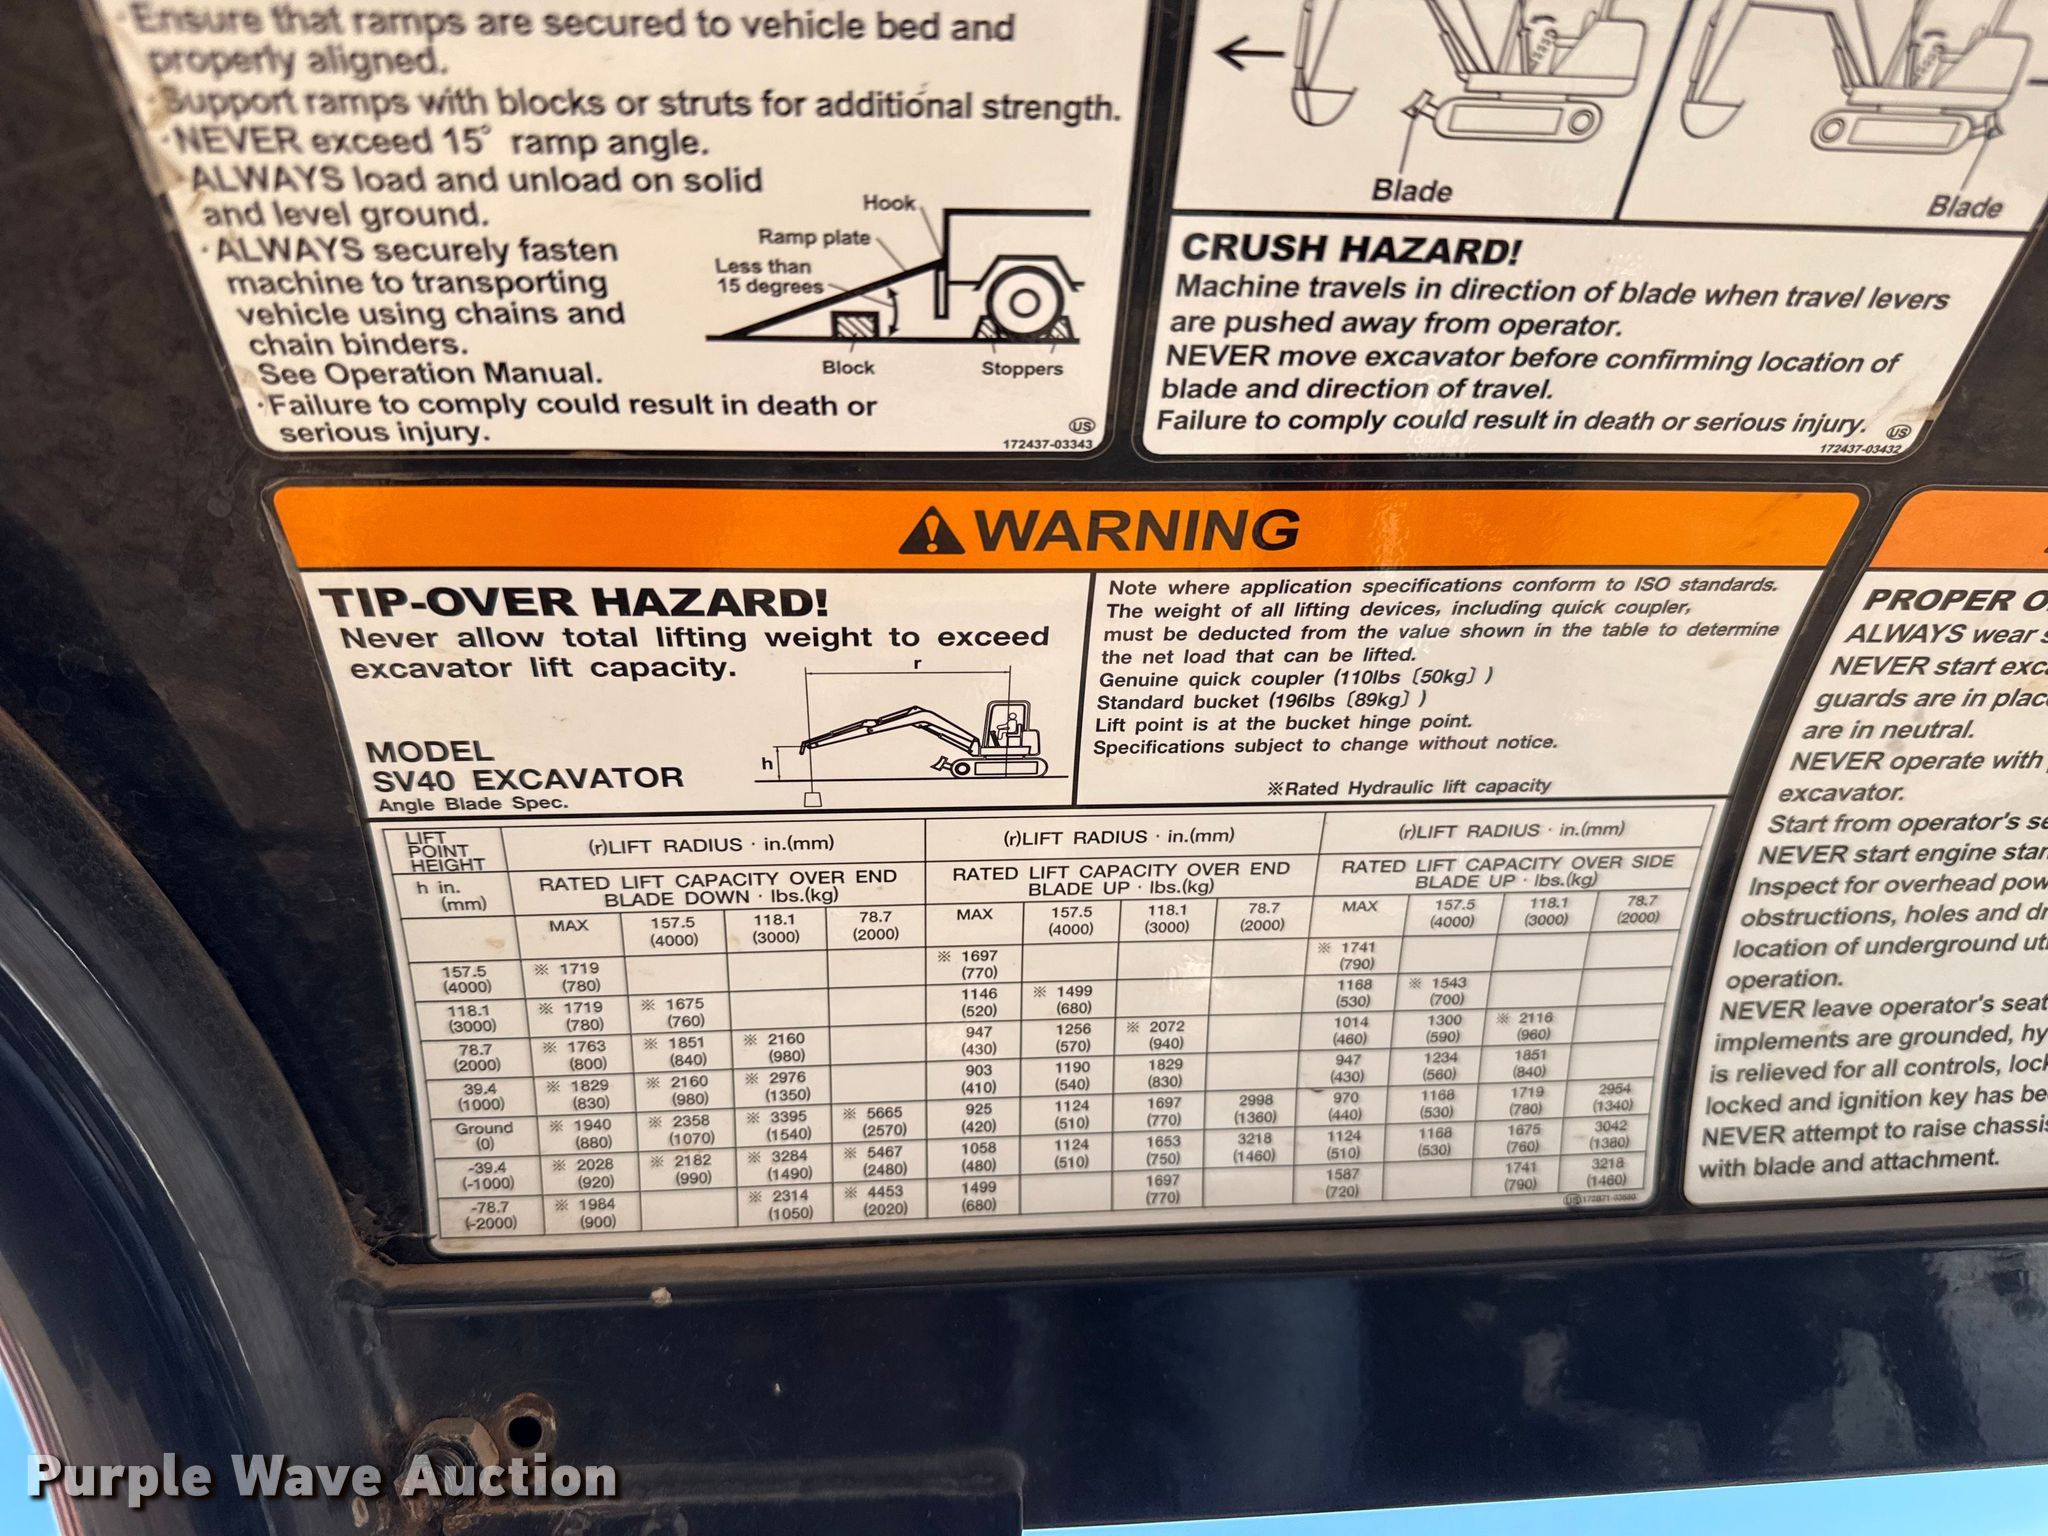 Ensure that ramps are secured to vehicle bed and
properly aligned.
Support ramps with blocks or struts for additional strength.
·NEVER exceed 15° ramp angle.
ALWAYS load and unload on solid
and level ground.
·ALWAYS securely fasten
machine to transporting
vehicle using chains and
chain binders.
See Operation Manual.
·Failure to comply could result in death or
serious injury.
Hook
Ramp plate
Less than
15 degrees
Block
Stoppers
US
172437-03343
Blade
Blade
CRUSH HAZARD!
Machine travels in direction of blade when travel levers
are pushed away from operator.
NEVER move excavator before confirming location of
blade and direction of travel.
Failure to comply could result in death or serious injury.
US
172437-03432
WARNING
TIP-OVER HAZARD!
Never allow total lifting weight to exceed
excavator lift capacity.
r
h
MODEL
SV40 EXCAVATOR
Angle Blade Spec.
Note where application specifications conform to ISO standards.
The weight of all lifting devices, including quick coupler,
must be deducted from the value shown in the table to determine
the net load that can be lifted.
Genuine quick coupler (110lbs〔50kg〕)
Standard bucket (196lbs〔89kg〕)
Lift point is at the bucket hinge point.
Specifications subject to change without notice.
※Rated Hydraulic lift capacity
LIFT
POINT
HEIGHT
(r)LIFT RADIUS · in.(mm) (r)LIFT RADIUS · in.(mm) (r)LIFT RADIUS · in.(mm)
h in.
(mm)
RATED LIFT CAPACITY OVER END
BLADE DOWN · lbs.(kg)
RATED LIFT CAPACITY OVER END
BLADE UP · lbs.(kg)
RATED LIFT CAPACITY OVER SIDE
BLADE UP · lbs.(kg)
MAX 157.5 118.1 78.7 MAX 157.5 118.1 78.7 MAX 157.5 118.1 78.7
(4000) (3000) (2000) (4000) (3000) (2000) (4000) (3000) (2000)
157.5 ※ 1719 ※ 1697 ※ 1741
(4000) (780) (770) (790)
118.1 ※ 1719 ※ 1675 1146 ※ 1499 1168 ※ 1543
(3000) (780) (760) (520) (680) (530) (700)
78.7 ※ 1763 ※ 1851 ※ 2160 947 1256 ※ 2072 1014 1300 ※ 2116
(2000) (800) (840) (980) (430) (570) (940) (460) (590) (960)
39.4 ※ 1829 ※ 2160 ※ 2976 903 1190 1829 947 1234 1851
(1000) (830) (980) (1350) (410) (540) (830) (430) (560) (840)
Ground ※ 1940 ※ 2358 ※ 3395 ※ 5665 925 1124 1697 2998 970 1168 1719 2954
(0) (880) (1070) (1540) (2570) (420) (510) (770) (1360) (440) (530) (780) (1340)
-39.4 ※ 2028 ※ 2182 ※ 3284 ※ 5467 1058 1124 1653 3218 1124 1168 1675 3042
(-1000) (920) (990) (1490) (2480) (480) (510) (750) (1460) (510) (530) (760) (1380)
-78.7 ※ 1984 ※ 2314 ※ 4453 1499 1697 1587 1741 3218
(-2000) (900) (1050) (2020) (680) (770) (720) (790) (1460)
US
PROPER O
ALWAYS wear
NEVER start exc
guards are in plac
are in neutral.
NEVER operate with
excavator.
Start from operator's se
NEVER start engine star
Inspect for overhead pow
obstructions, holes and d
location of underground ut
operation.
NEVER leave operator's seat
implements are grounded, hy
is relieved for all controls, lock
locked and ignition key has be
NEVER attempt to raise chassis
with blade and attachment.
Purple Wave Auction